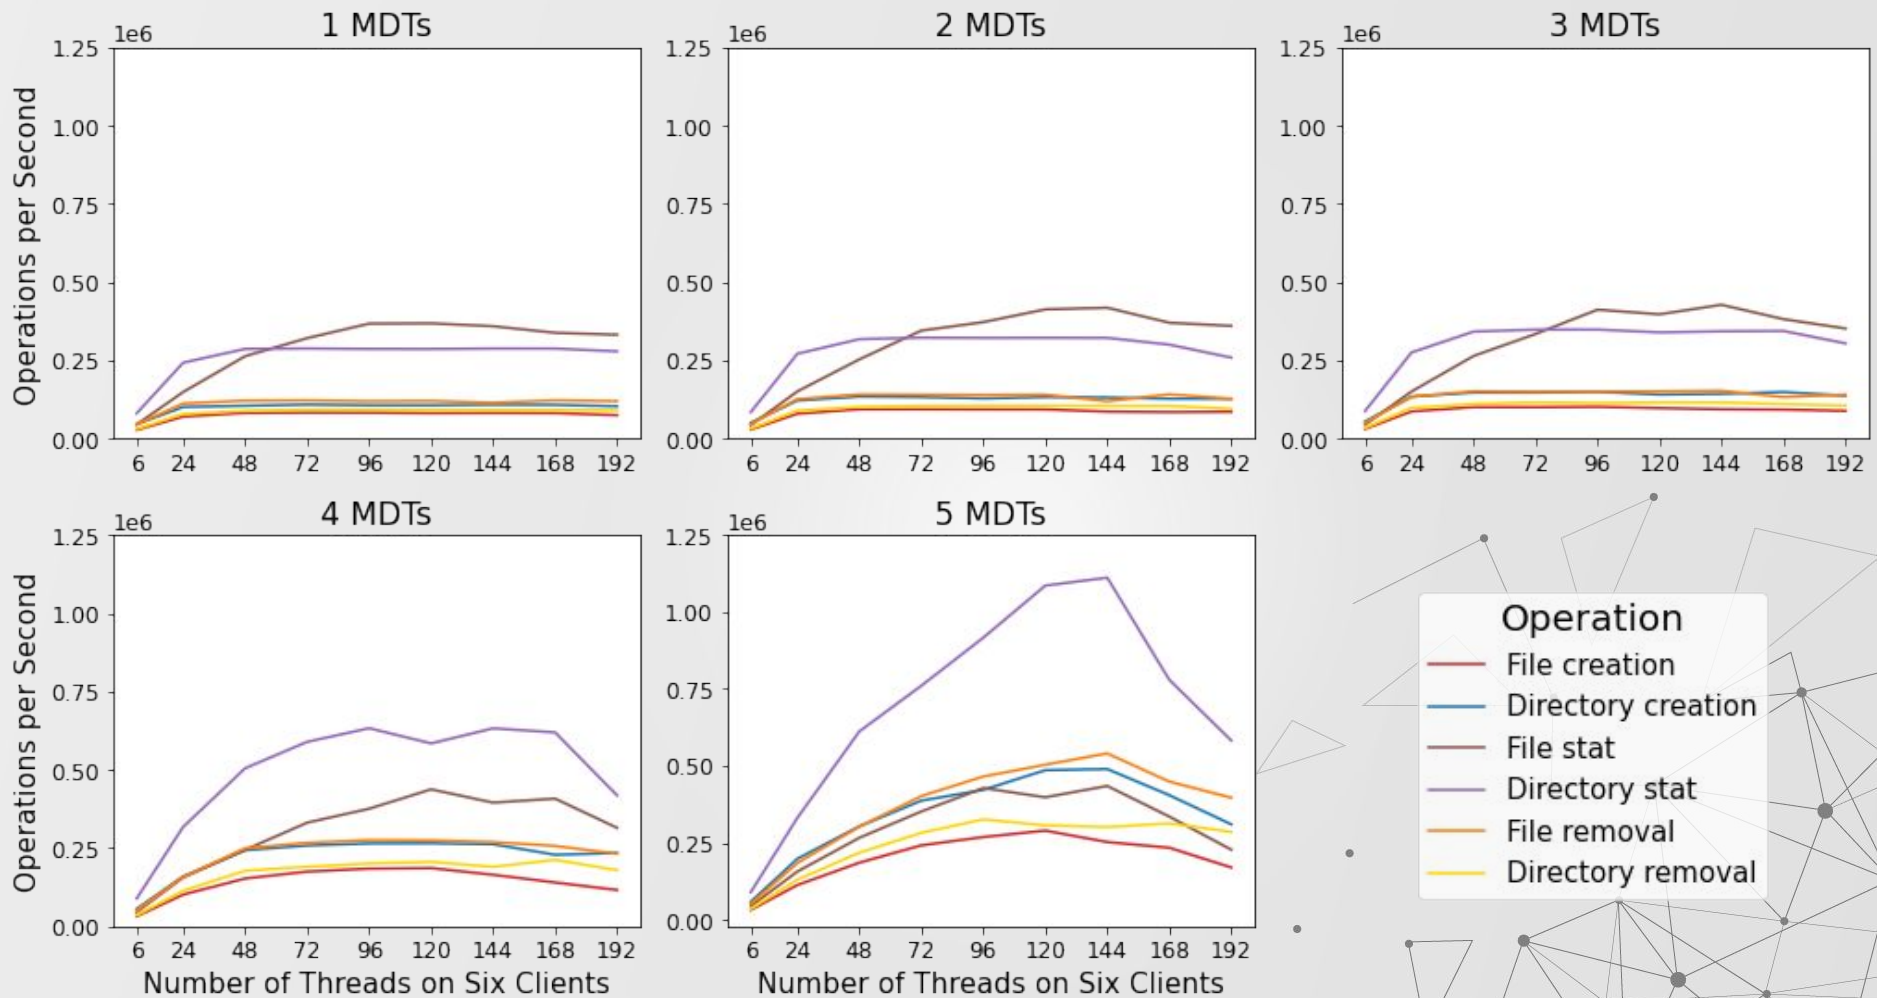 1 MDTs
1e6
Operations per Second
1.25
1.00
0.75
0.50
0.25
0.00
6 24 48 72 96 120 144 168 192
2 MDTs
1e6
1.25
1.00
0.75
0.50
0.25
0.00
6 24 48 72 96 120 144 168 192
3 MDTs
1e6
1.25
1.00
0.75
0.50
0.25
0.00
6 24 48 72 96 120 144 168 192
4 MDTs
1e6
Operations per Second
1.25
1.00
0.75
0.50
0.25
0.00
6 24 48 72 96 120 144 168 192
Number of Threads on Six Clients
5 MDTs
1e6
1.25
1.00
0.75
0.50
0.25
0.00
6 24 48 72 96 120 144 168 192
Number of Threads on Six Clients
Operation
File creation
Directory creation
File stat
Directory stat
File removal
Directory removal